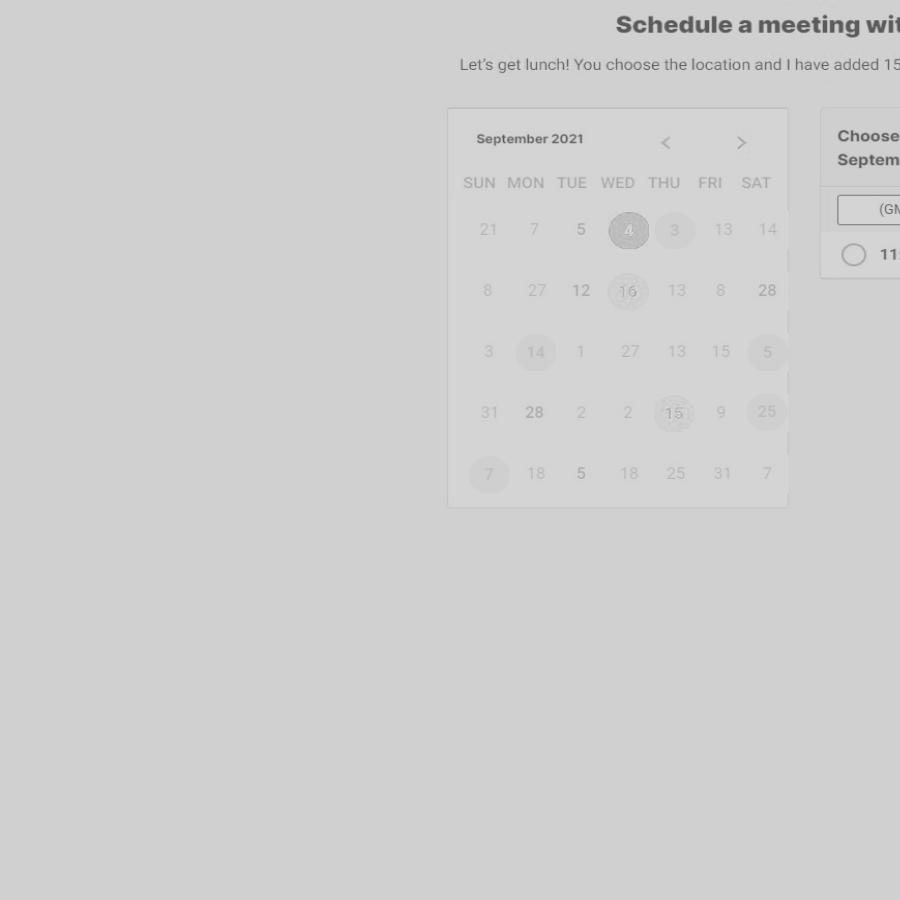 Schedule a meeting wit
Let's get lunch! You choose the location and I have added 15
September 2021 < >
SUN MON TUE WED THU FRI SAT
21 7 5 4 3 13 14
8 27 12 16 13 8 28
3 14 1 27 13 15 5
31 28 2 2 15 9 25
7 18 5 18 25 31 7
Choose
Septem
(GM
11: